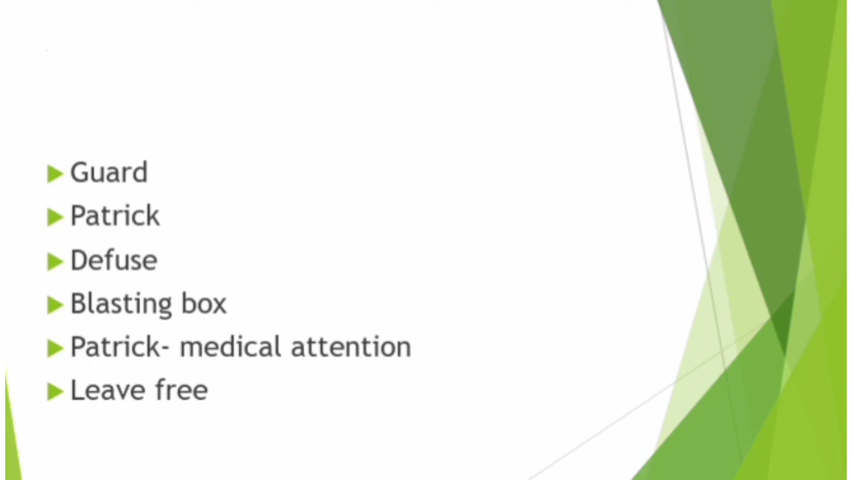 Guard
Patrick
Defuse
Blasting box
Patrick- medical attention
Leave free